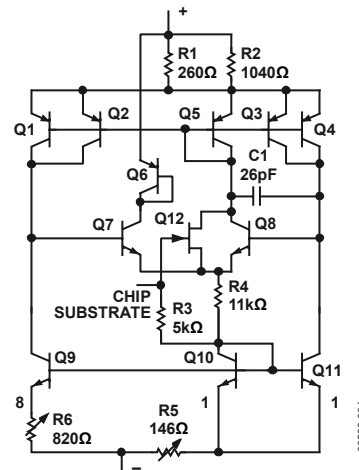 +
R1
260Ω
R2
1040Ω
Q1
Q2
Q5
Q3
Q4
C1
26pF
Q6
Q7
Q12
Q8
CHIP
SUBSTRATE
R3
5kΩ
R4
11kΩ
Q9
Q10
Q11
8
1
1
R6
820Ω
R5
146Ω
–